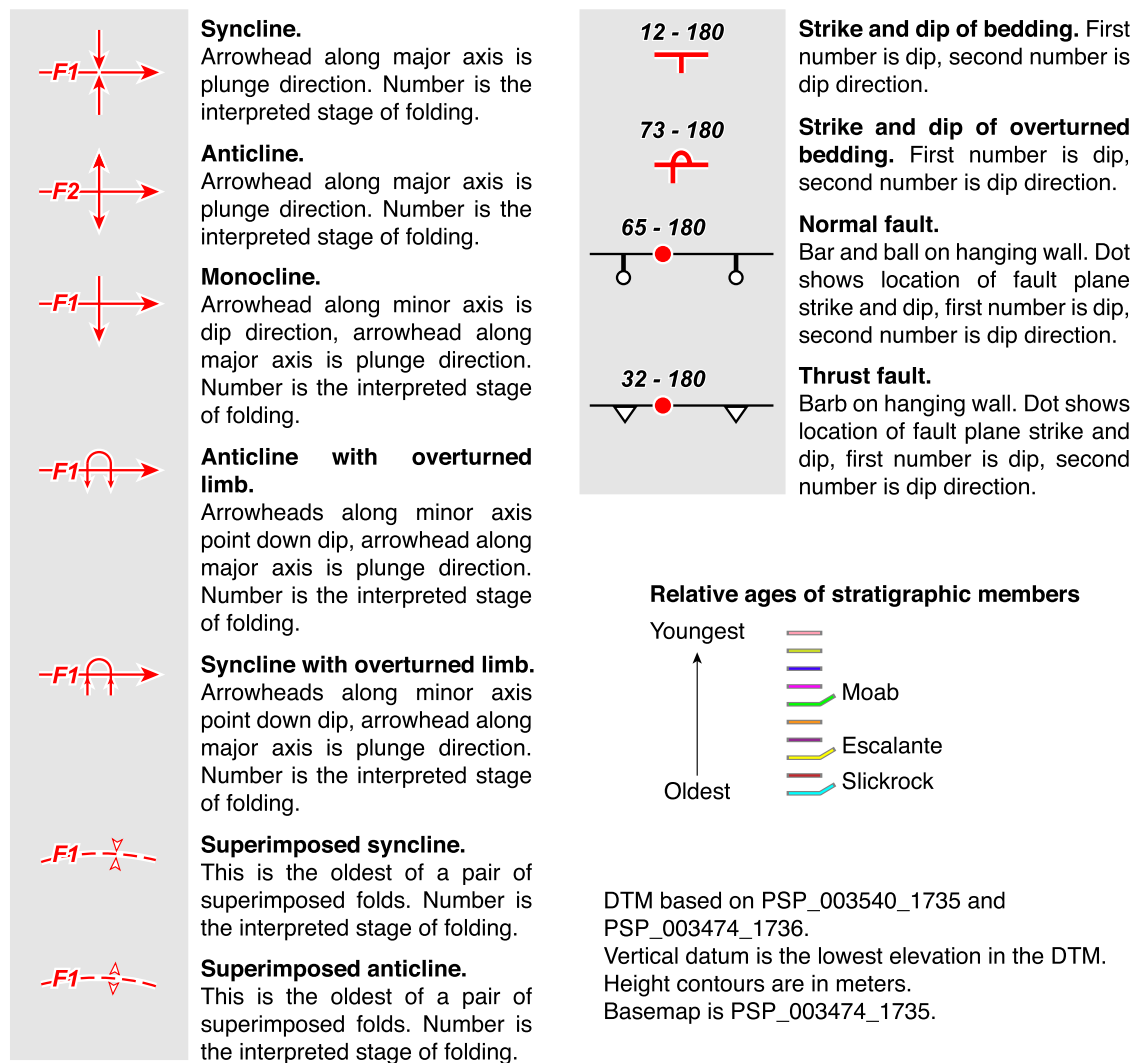 –F1
Syncline.
Arrowhead along major axis is
plunge direction. Number is the
interpreted stage of folding.
–F2
Anticline.
Arrowhead along major axis is
plunge direction. Number is the
interpreted stage of folding.
–F1
Monocline.
Arrowhead along minor axis is
dip direction, arrowhead along
major axis is plunge direction.
Number is the interpreted stage
of folding.
–F1
Anticline with overturned
limb.
Arrowheads along minor axis
point down dip, arrowhead along
major axis is plunge direction.
Number is the interpreted stage
of folding.
–F1
Syncline with overturned limb.
Arrowheads along minor axis
point down dip, arrowhead along
major axis is plunge direction.
Number is the interpreted stage
of folding.
F1
Superimposed syncline.
This is the oldest of a pair of
superimposed folds. Number is
the interpreted stage of folding.
F1
Superimposed anticline.
This is the oldest of a pair of
superimposed folds. Number is
the interpreted stage of folding.
12 - 180
Strike and dip of bedding. First
number is dip, second number is
dip direction.
73 - 180
Strike and dip of overturned
bedding. First number is dip,
second number is dip direction.
65 - 180
Normal fault.
Bar and ball on hanging wall. Dot
shows location of fault plane
strike and dip, first number is dip,
second number is dip direction.
32 - 180
Thrust fault.
Barb on hanging wall. Dot shows
location of fault plane strike and
dip, first number is dip, second
number is dip direction.
Relative ages of stratigraphic members
Youngest
Moab
Escalante
Slickrock
Oldest
DTM based on PSP_003540_1735 and
PSP_003474_1736.
Vertical datum is the lowest elevation in the DTM.
Height contours are in meters.
Basemap is PSP_003474_1735.